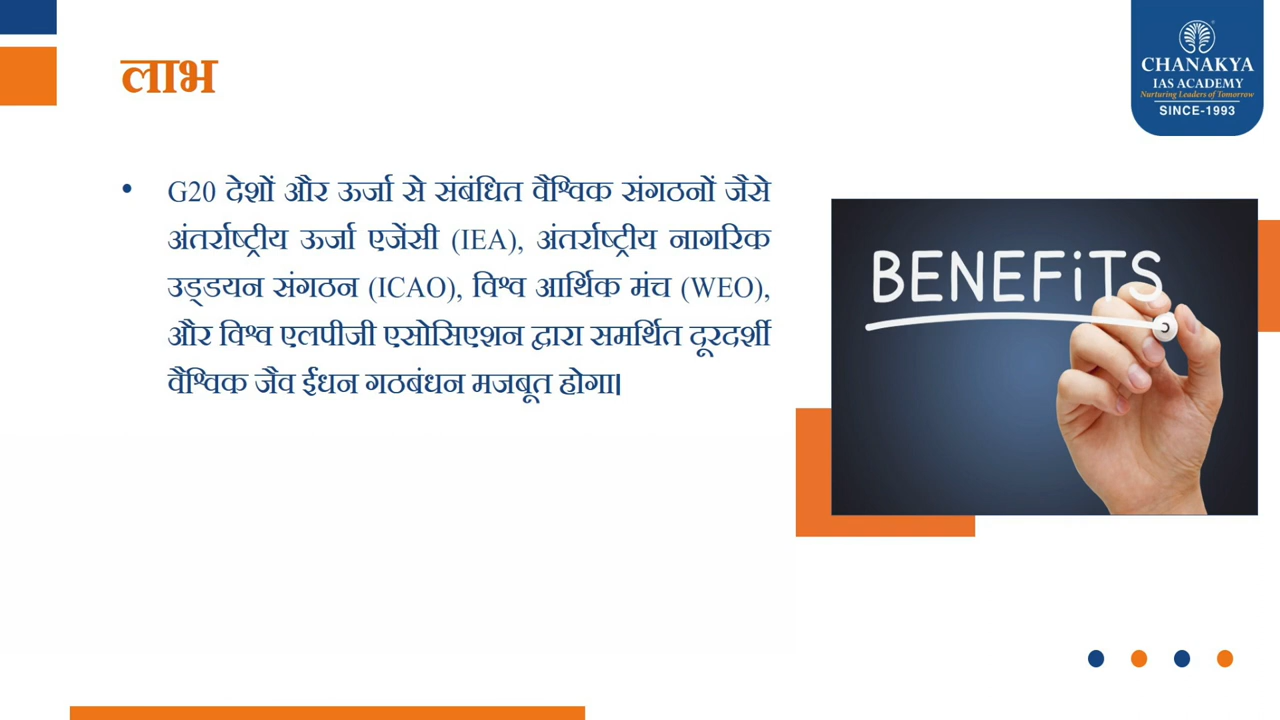 लाभ
CHANAKYA
IAS ACADEMY
Nurturing Leaders of Tomorrow
SINCE-1993
• G20 देशों और ऊर्जा से संबंधित वैश्विक संगठनों जैसे
अंतर्राष्ट्रीय ऊर्जा एजेंसी (IEA), अंतर्राष्ट्रीय नागरिक
उड्डयन संगठन (ICAO), विश्व आर्थिक मंच (WEO),
और विश्व एलपीजी एसोसिएशन द्वारा समर्थित दूरदर्शी
वैश्विक जैव ईंधन गठबंधन मजबूत होगा।
BENEFiTS